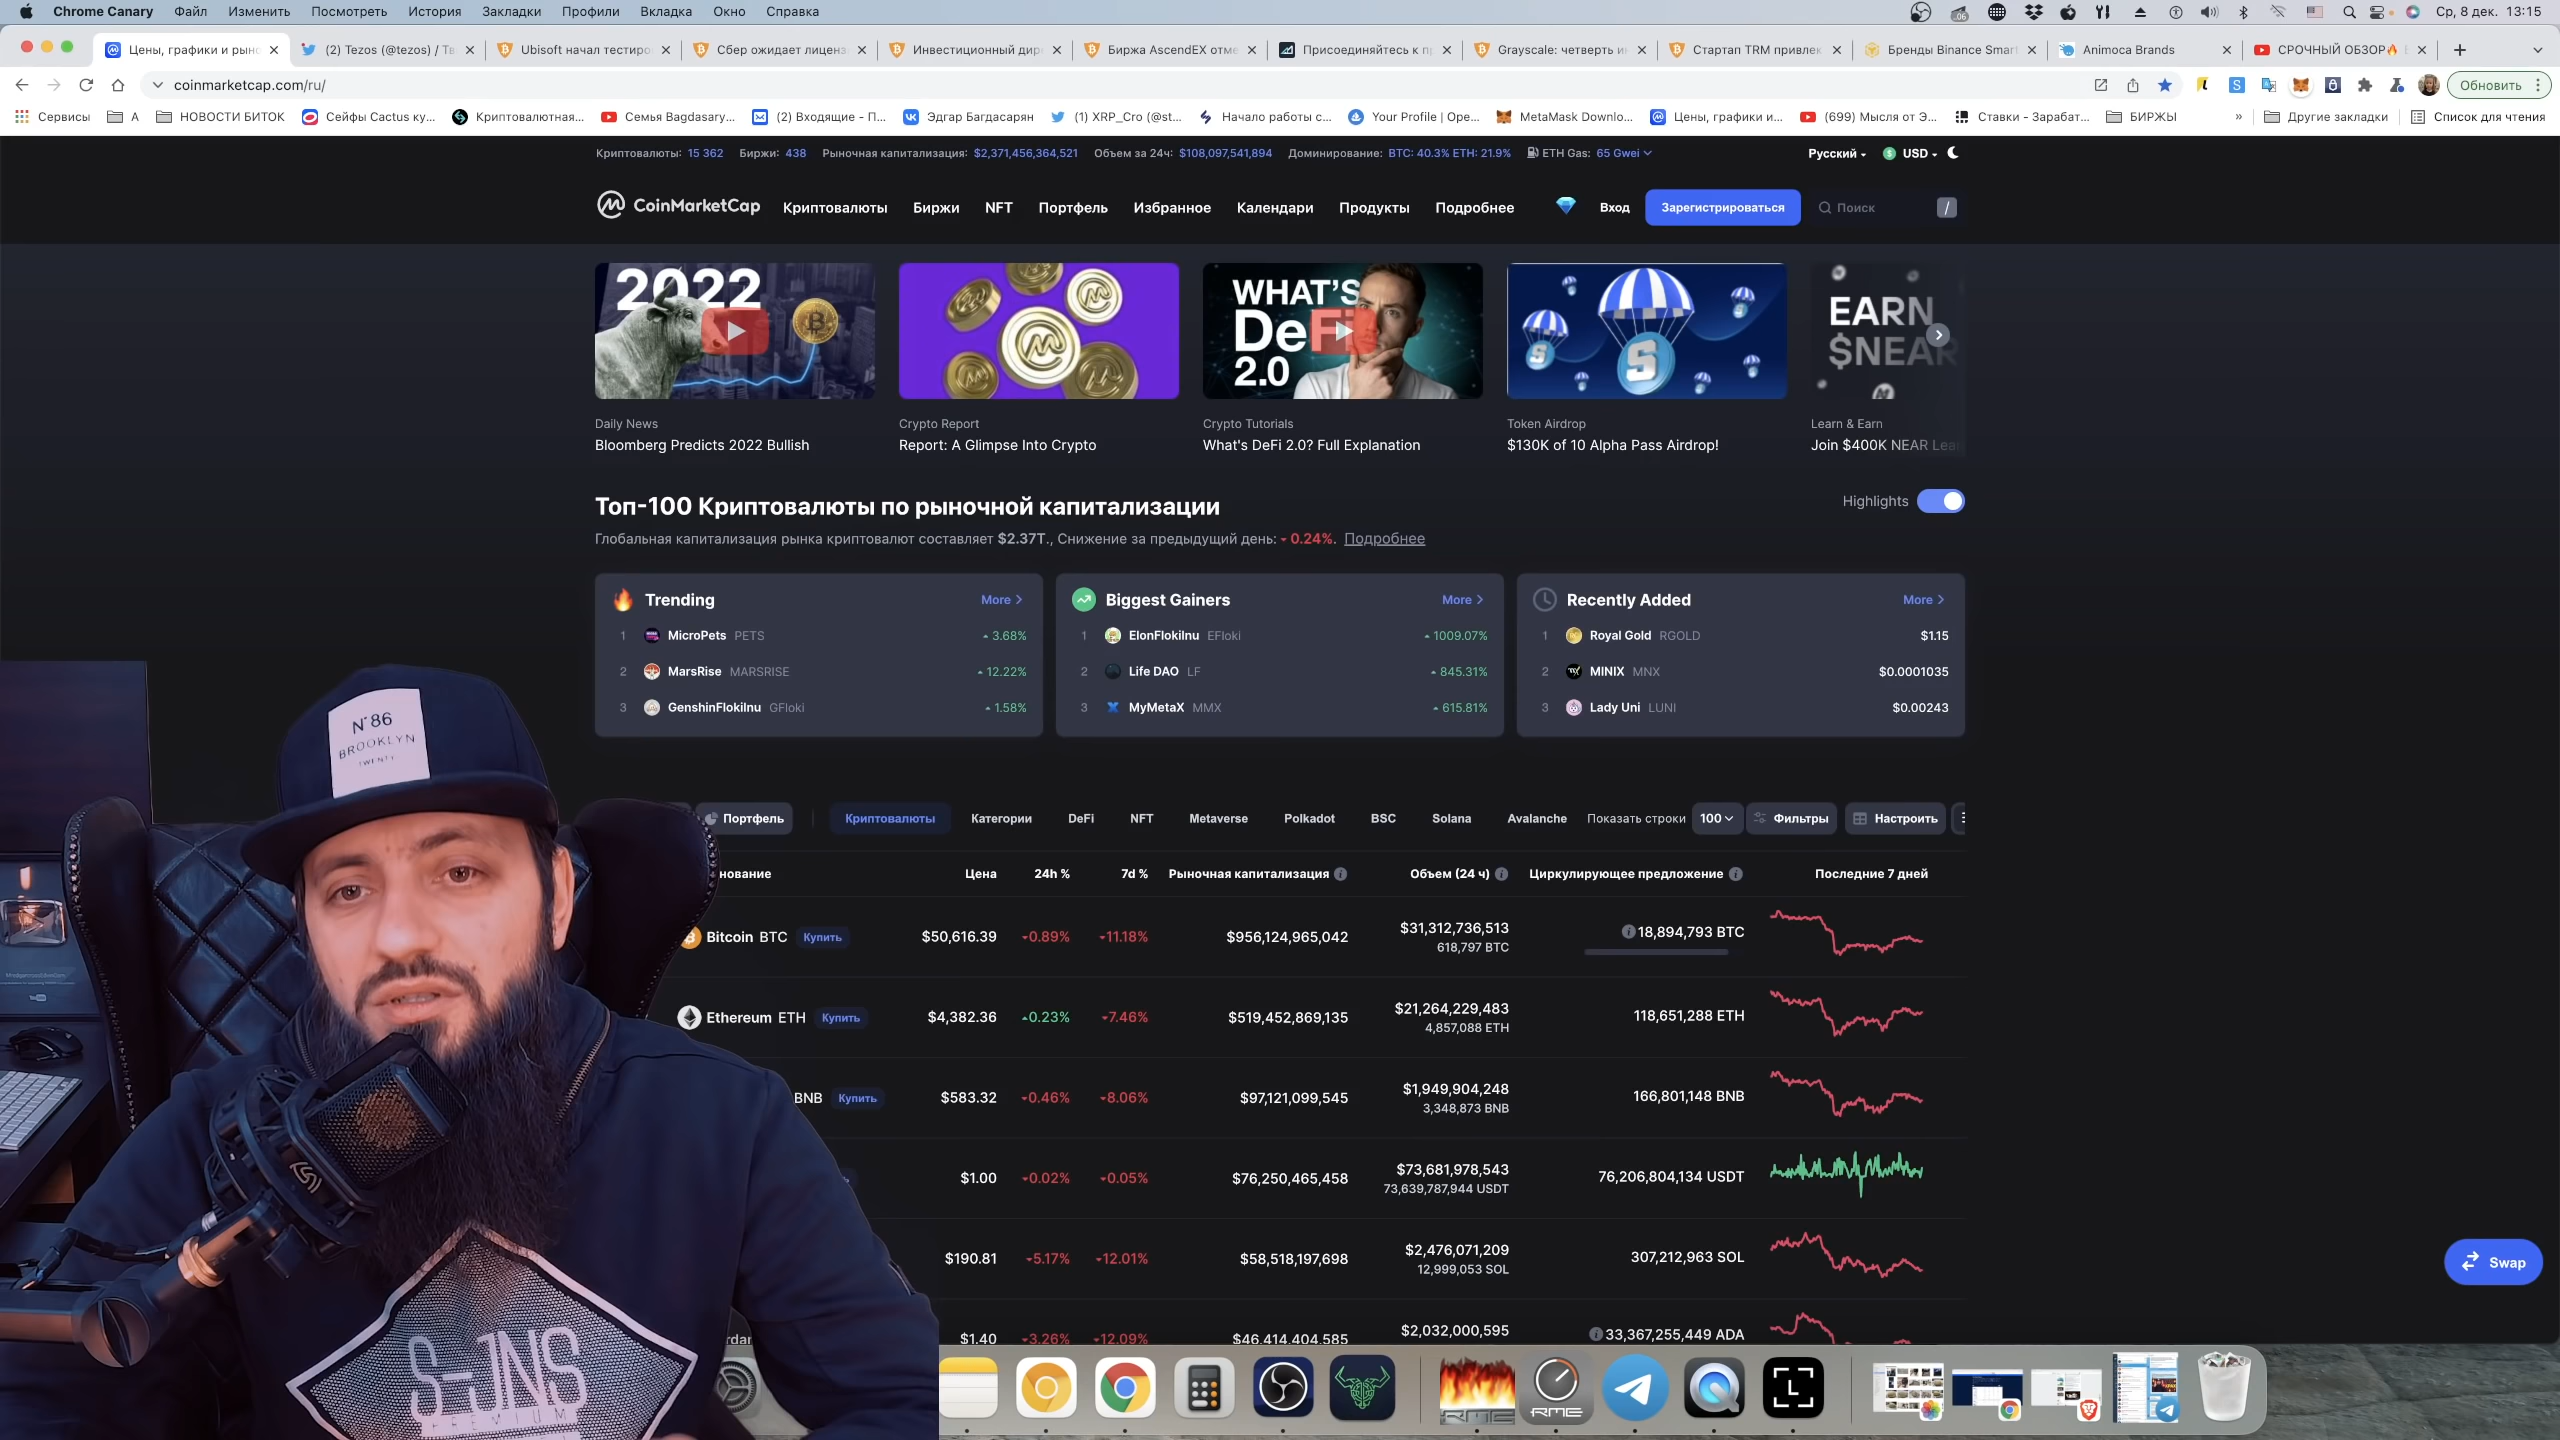 Chrome Canary Файл Изменить Посмотреть История Закладки Профили Вкладка Окно Справка Ср, 8 дек. 13:15
Цены, графики и рын (2) Tezos (@tezos) / Тв Ubisoft начал тестиро Сбер ожидает лиценз Инвестиционный дир Биржа AscendEX отме Присоединяйтесь к п Grayscale: четверть и Стартап TRM привлек Бренды Binance Smar Animoca Brands СРОЧНЫЙ ОБЗОР
coinmarketcap.com/ru/ Обновить
Сервисы А НОВОСТИ БИТОК Сейфы Cactus ку... Криптовалютная... Семья Bagdasary... (2) Входящие - П... Эдгар Багдасарян (1) XRP_Cro (@st... Начало работы с... Your Profile | Ope... MetaMask Downlo... Цены, графики и... (699) Мысля от Э... Ставки - Зарабат... БИРЖЫ » Другие закладки Список для чтения
Криптовалюты: 15 362 Биржи: 438 Рыночная капитализация: $2,371,456,364,521 Объем за 24ч: $108,097,541,894 Доминирование: BTC: 40.3% ETH: 21.9% ETH Gas: 65 Gwei Русский USD
CoinMarketCap Криптовалюты Биржи NFT Портфель Избранное Календари Продукты Подробнее Вход Зарегистрироваться Поиск /
2022
WHAT'S
DeFi
2.0
EARN
$NEAR
Daily News Crypto Report Crypto Tutorials Token Airdrop Learn & Earn
Bloomberg Predicts 2022 Bullish Report: A Glimpse Into Crypto What's DeFi 2.0? Full Explanation $130K of 10 Alpha Pass Airdrop! Join $400K NEAR Lea
Топ-100 Криптовалюты по рыночной капитализации Highlights
Глобальная капитализация рынка криптовалют составляет $2.37T., Снижение за предыдущий день: 0.24%. Подробнее
Trending More Biggest Gainers More Recently Added More
1 MicroPets PETS 3.68% 1 ElonFlokiInu EFloki 1009.07% 1 Royal Gold RGOLD $1.15
2 MarsRise MARSRISE 12.22% 2 Life DAO LF 845.31% 2 MINIX MNX $0.0001035
3 GenshinFlokiInu GFloki 1.58% 3 MyMetaX MMX 615.81% 3 Lady Uni LUNI $0.00243
N°86
BROOKLYN
TWENTY
Портфель Криптовалюты Категории DeFi NFT Metaverse Polkadot BSC Solana Avalanche Показать строки 100 Фильтры Настроить
нование Цена 24h % 7d % Рыночная капитализация Объем (24 ч) Циркулирующее предложение Последние 7 дней
Bitcoin BTC Купить $50,616.39 0.89% 11.18% $956,124,965,042 $31,312,736,513 18,894,793 BTC
618,797 BTC
Ethereum ETH Купить $4,382.36 0.23% 7.46% $519,452,869,135 $21,264,229,483 118,651,288 ETH
4,857,088 ETH
BNB Купить $583.32 0.46% 8.06% $97,121,099,545 $1,949,904,248 166,801,148 BNB
3,348,873 BNB
$1.00 0.02% 0.05% $76,250,465,458 $73,681,978,543 76,206,804,134 USDT
73,639,787,944 USDT
$190.81 5.17% 12.01% $58,518,197,698 $2,476,071,209 307,212,963 SOL
12,999,053 SOL
Swap
rdan $1.40 3.26% 12.09% $46,414,404,585 $2,032,000,595 33,367,255,449 ADA
S-JNS
PREMIUM
RME RME